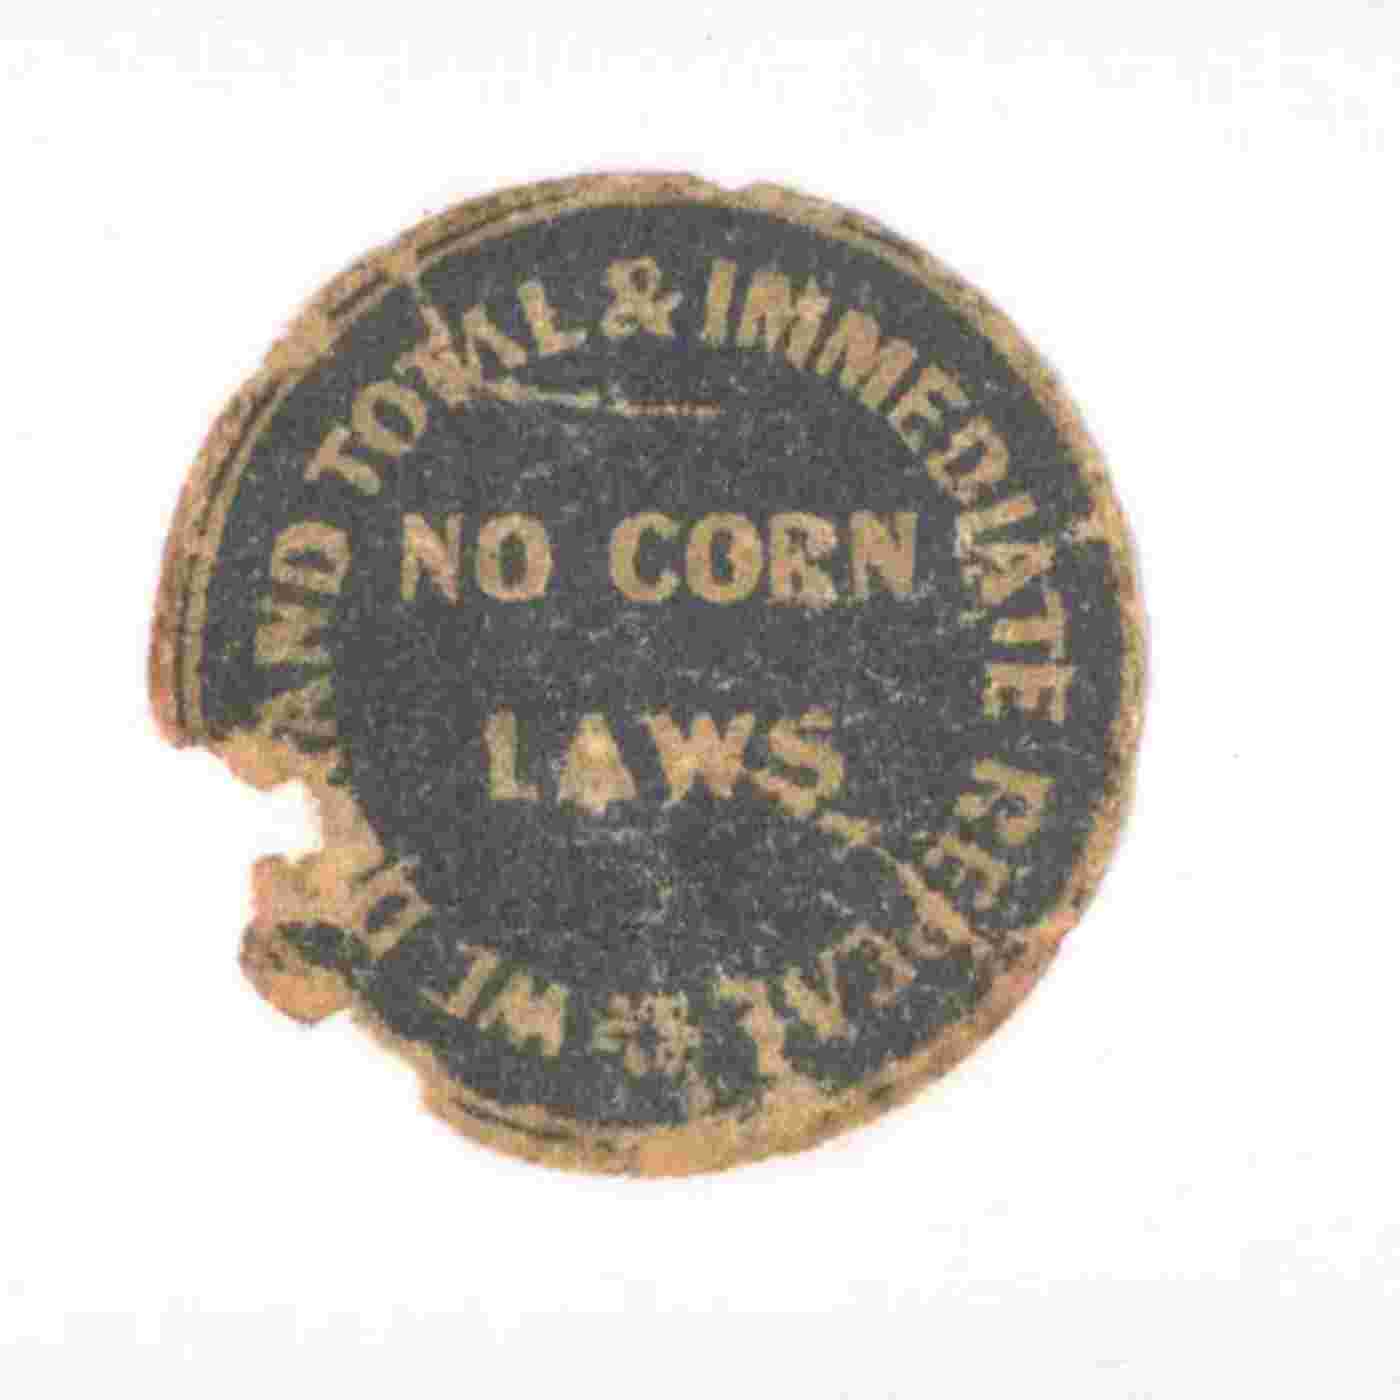 WE DEMAND TOTAL & IMMEDIATE REPEAL
NO CORN
LAWS